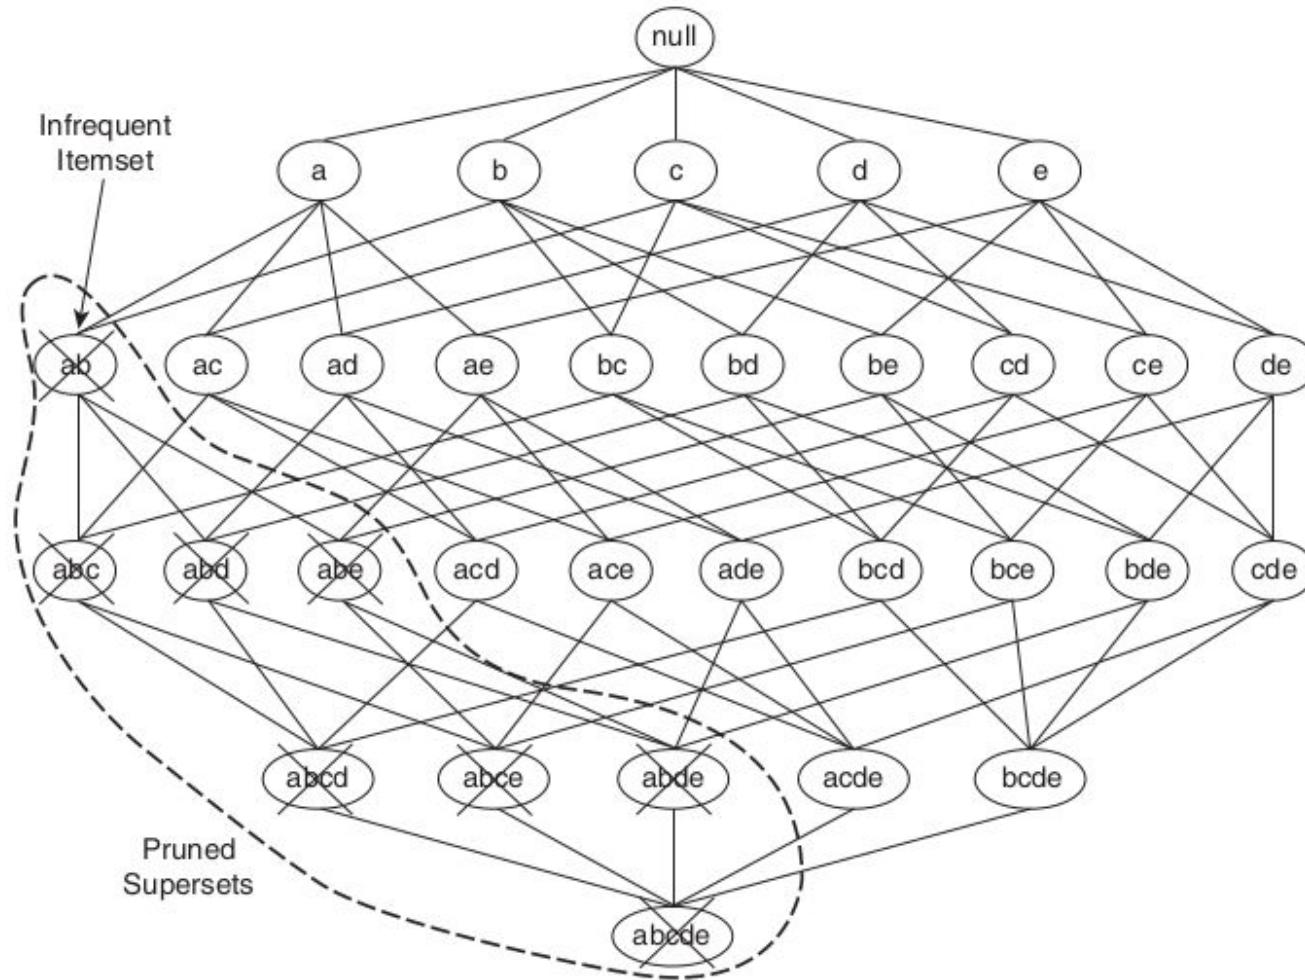 null
Infrequent
Itemset
a b c d e
ab ac ad ae bc bd be cd ce de
abc abd abe acd ace ade bcd bce bde cde
abcd abce abde acde bcde
Pruned
Supersets
abcde